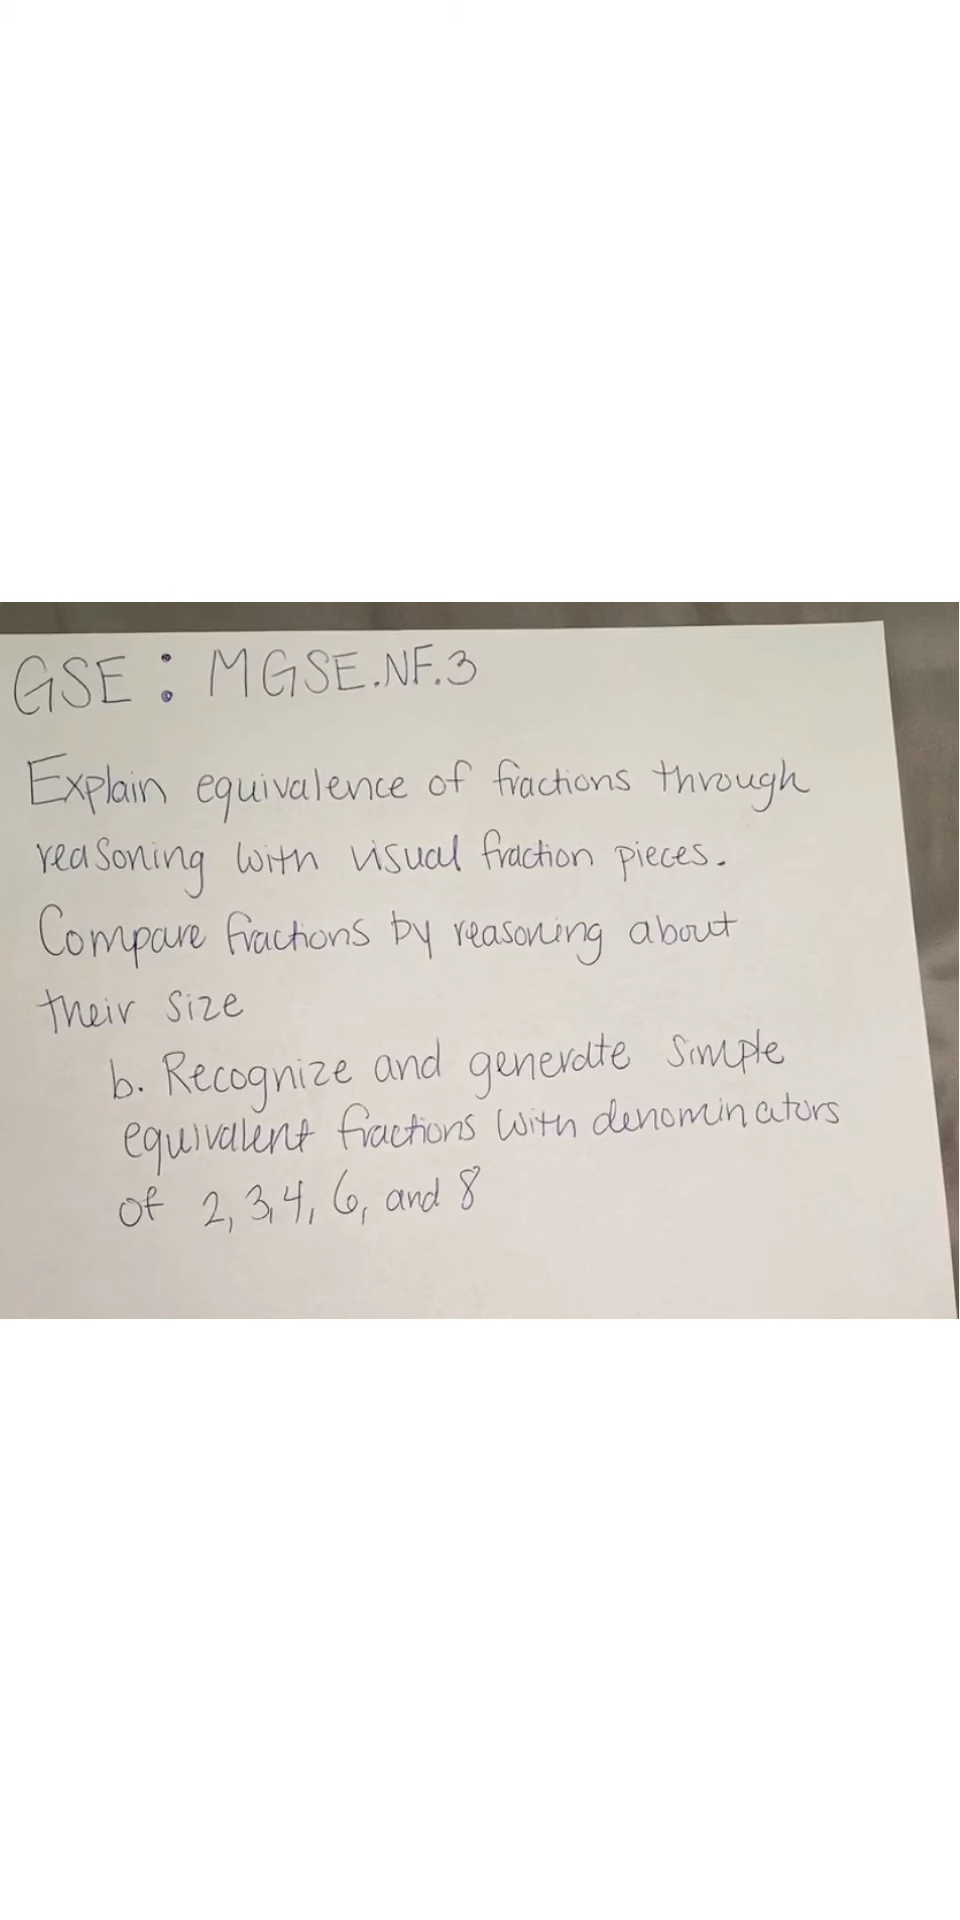 GSE: MGSE.NF.3
Explain equivalence of fractions through
reasoning with visual fraction pieces.
Compare fractions by reasoning about
their size
b. Recognize and generate simple
equivalent fractions with denominators
of 2, 3, 4, 6, and 8